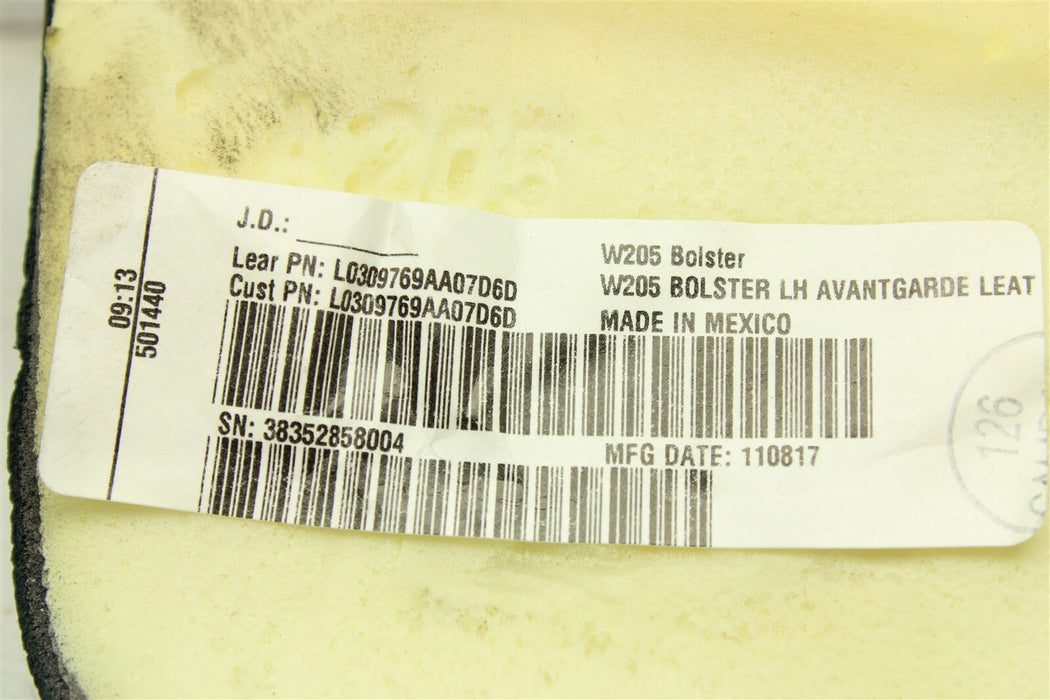 205
J.D.:
Lear PN: L0309769AA07D6D
Cust PN: L0309769AA07D6D
W205 Bolster
W205 BOLSTER LH AVANTGARDE LEAT
MADE IN MEXICO
09:13
501440
SN: 38352858004
MFG DATE: 110817
126